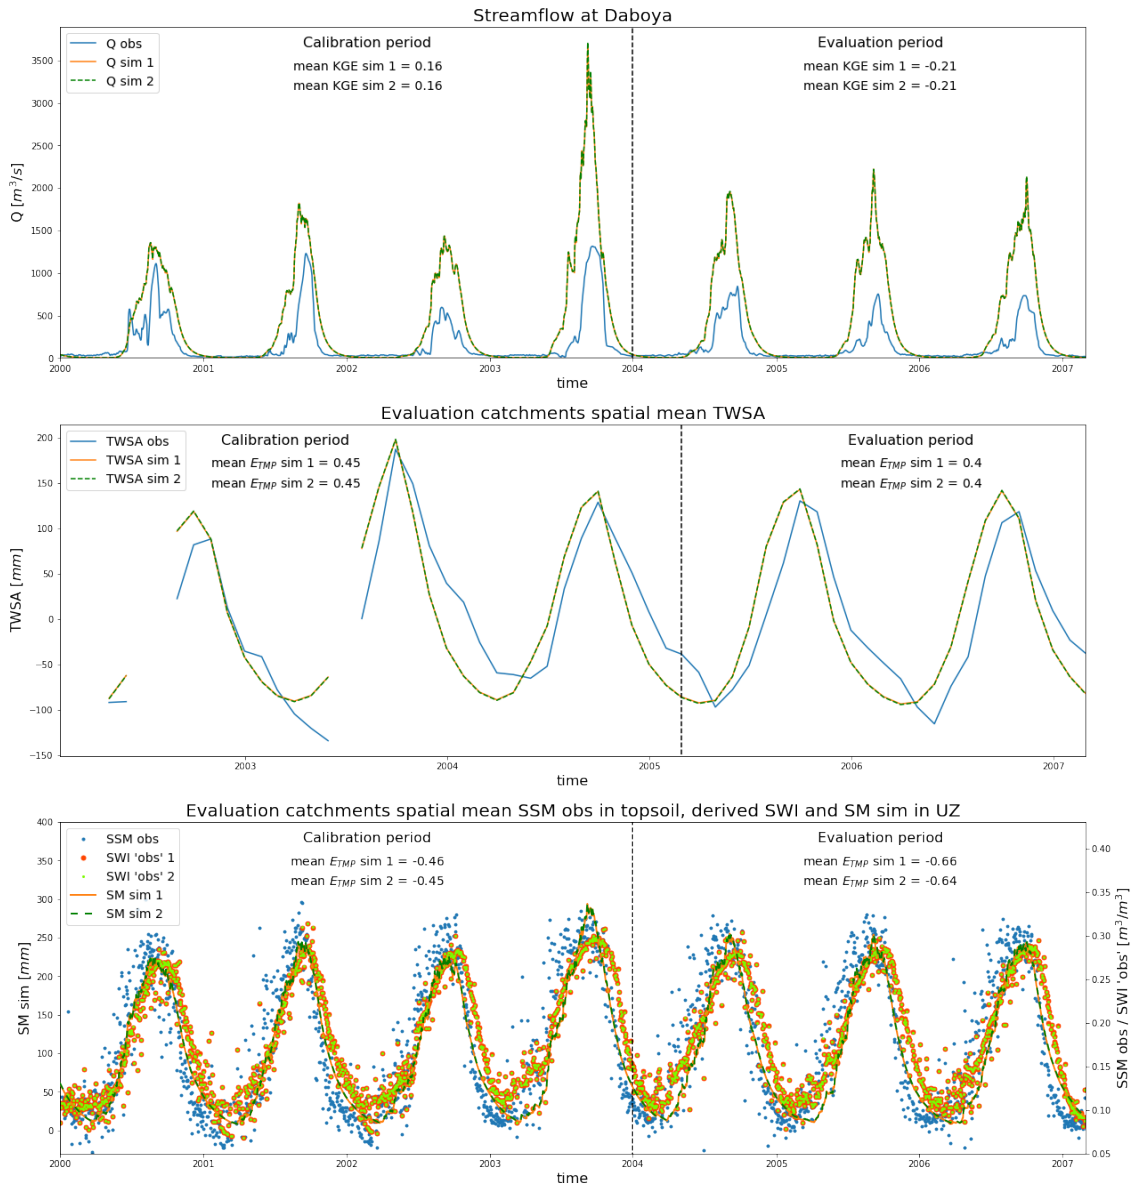 Streamflow at Daboya
Q obs
Q sim 1
Q sim 2
Calibration period
mean KGE sim 1 = 0.16
mean KGE sim 2 = 0.16
Evaluation period
mean KGE sim 1 = -0.21
mean KGE sim 2 = -0.21
Q [m³/s]
3500
3000
2500
2000
1500
1000
500
0
2000 2001 2002 2003 2004 2005 2006 2007
time
Evaluation catchments spatial mean TWSA
TWSA obs
TWSA sim 1
TWSA sim 2
Calibration period
mean E_TMP sim 1 = 0.45
mean E_TMP sim 2 = 0.45
Evaluation period
mean E_TMP sim 1 = 0.4
mean E_TMP sim 2 = 0.4
TWSA [mm]
200
150
100
50
0
−50
−100
−150
2003 2004 2005 2006 2007
time
Evaluation catchments spatial mean SSM obs in topsoil, derived SWI and SM sim in UZ
SSM obs
SWI 'obs' 1
SWI 'obs' 2
SM sim 1
SM sim 2
Calibration period
mean E_TMP sim 1 = -0.46
mean E_TMP sim 2 = -0.45
Evaluation period
mean E_TMP sim 1 = -0.66
mean E_TMP sim 2 = -0.64
SM sim [mm]
400
350
300
250
200
150
100
50
0
SSM obs / SWI 'obs' [m³/m³]
0.40
0.35
0.30
0.25
0.20
0.15
0.10
0.05
2000 2001 2002 2003 2004 2005 2006 2007
time